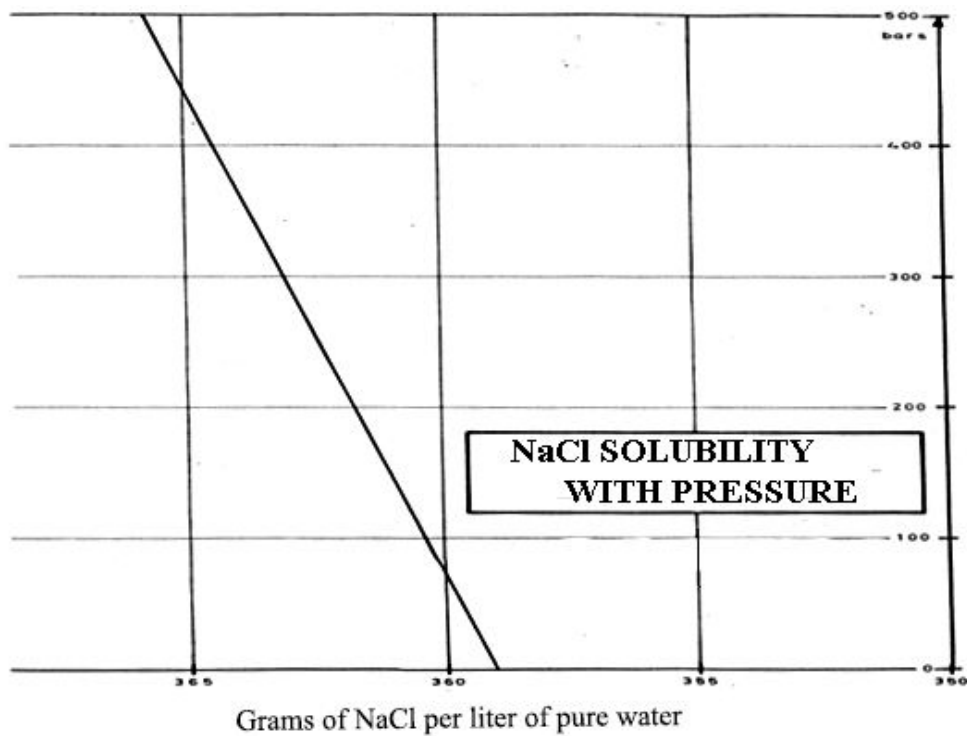 500
bars
400
300
200
NaCl SOLUBILITY
WITH PRESSURE
100
0
365 360 355 350
Grams of NaCl per liter of pure water